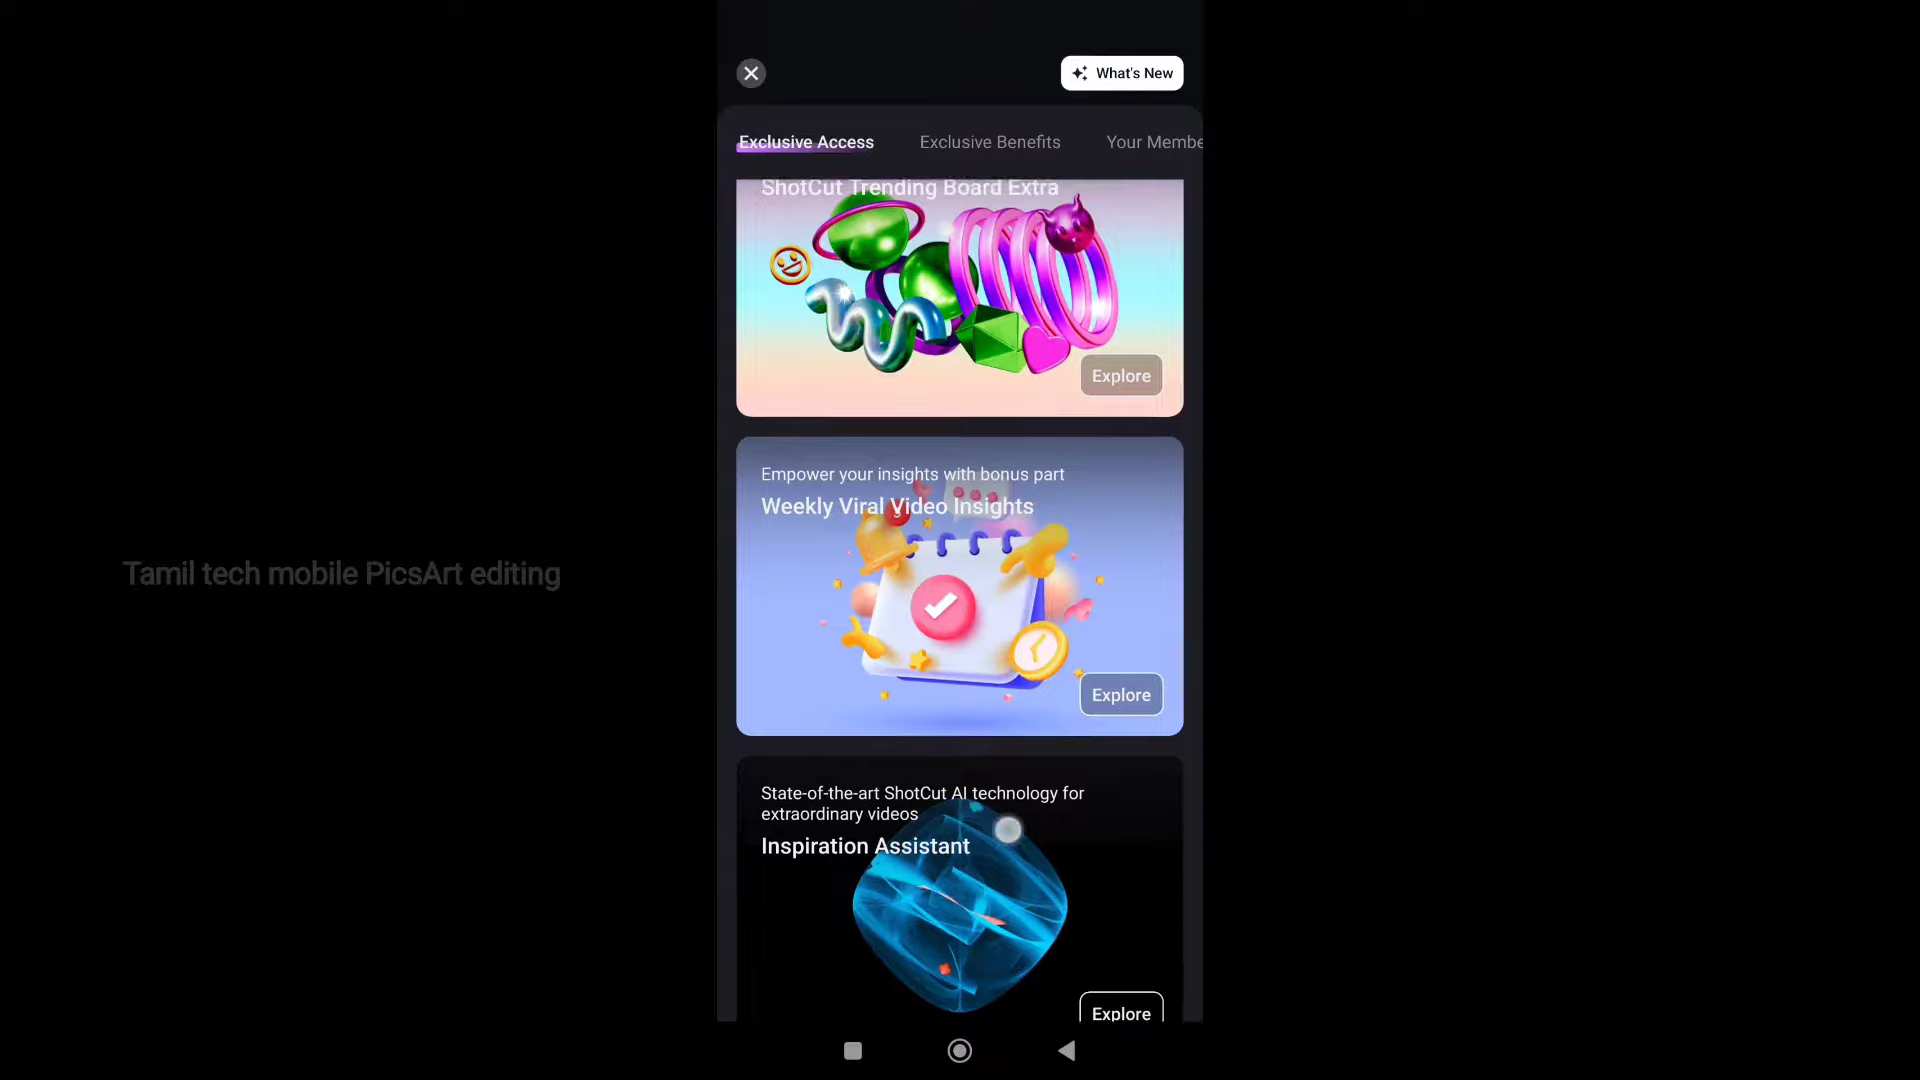 What's New
Exclusive Access
Exclusive Benefits
Your Membe
ShotCut Trending Board Extra
Explore
Empower your insights with bonus part
Weekly Viral Video Insights
Explore
Tamil tech mobile PicsArt editing
State-of-the-art ShotCut AI technology for
extraordinary videos
Inspiration Assistant
Explore